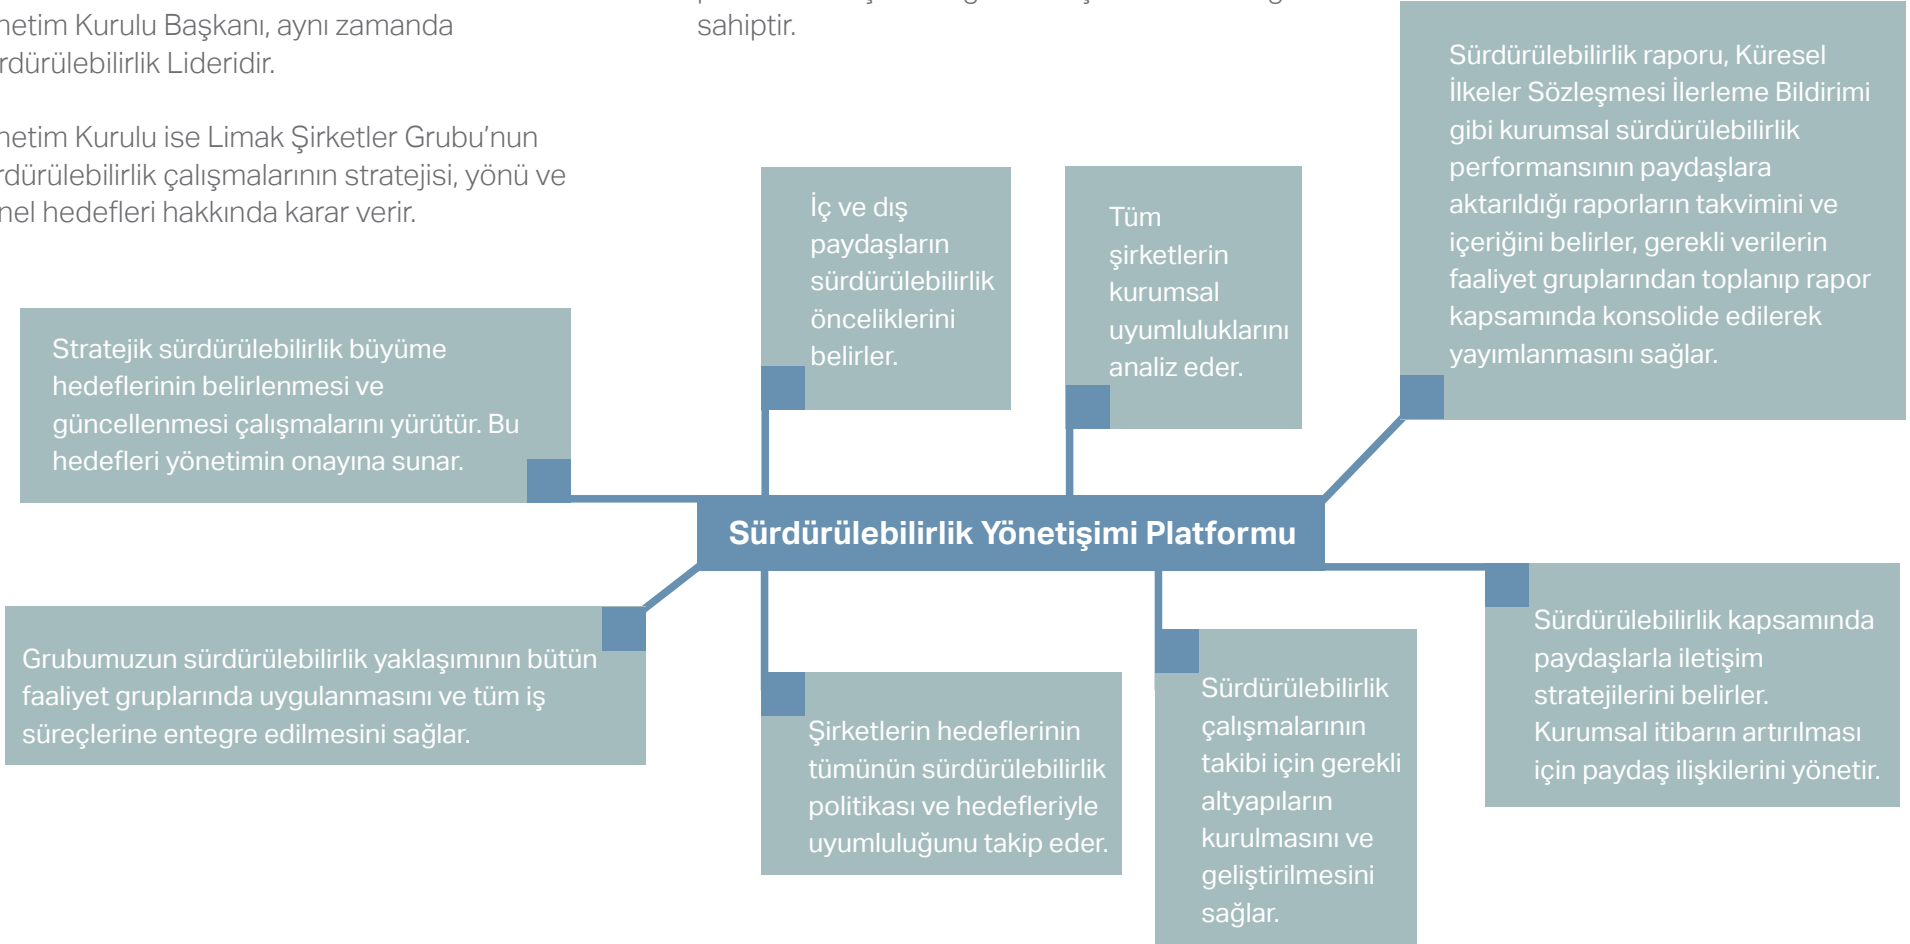 netim Kurulu Başkanı, aynı zamanda
rdürülebilirlik Lideridir.
netim Kurulu ise Limak Şirketler Grubu’nun
rdürülebilirlik çalışmalarının stratejisi, yönü ve
nel hedefleri hakkında karar verir.
sahiptir.
Stratejik sürdürülebilirlik büyüme
hedeflerinin belirlenmesi ve
güncellenmesi çalışmalarını yürütür. Bu
hedefleri yönetimin onayına sunar.
İç ve dış
paydaşların
sürdürülebilirlik
önceliklerini
belirler.
Tüm
şirketlerin
kurumsal
uyumluluklarını
analiz eder.
Sürdürülebilirlik raporu, Küresel
İlkeler Sözleşmesi İlerleme Bildirimi
gibi kurumsal sürdürülebilirlik
performansının paydaşlara
aktarıldığı raporların takvimini ve
içeriğini belirler, gerekli verilerin
faaliyet gruplarından toplanıp rapor
kapsamında konsolide edilerek
yayımlanmasını sağlar.
Sürdürülebilirlik Yönetişimi Platformu
Grubumuzun sürdürülebilirlik yaklaşımının bütün
faaliyet gruplarında uygulanmasını ve tüm iş
süreçlerine entegre edilmesini sağlar.
Şirketlerin hedeflerinin
tümünün sürdürülebilirlik
politikası ve hedefleriyle
uyumluluğunu takip eder.
Sürdürülebilirlik
çalışmalarının
takibi için gerekli
altyapıların
kurulmasını ve
geliştirilmesini
sağlar.
Sürdürülebilirlik kapsamında
paydaşlarla iletişim
stratejilerini belirler.
Kurumsal itibarın artırılması
için paydaş ilişkilerini yönetir.